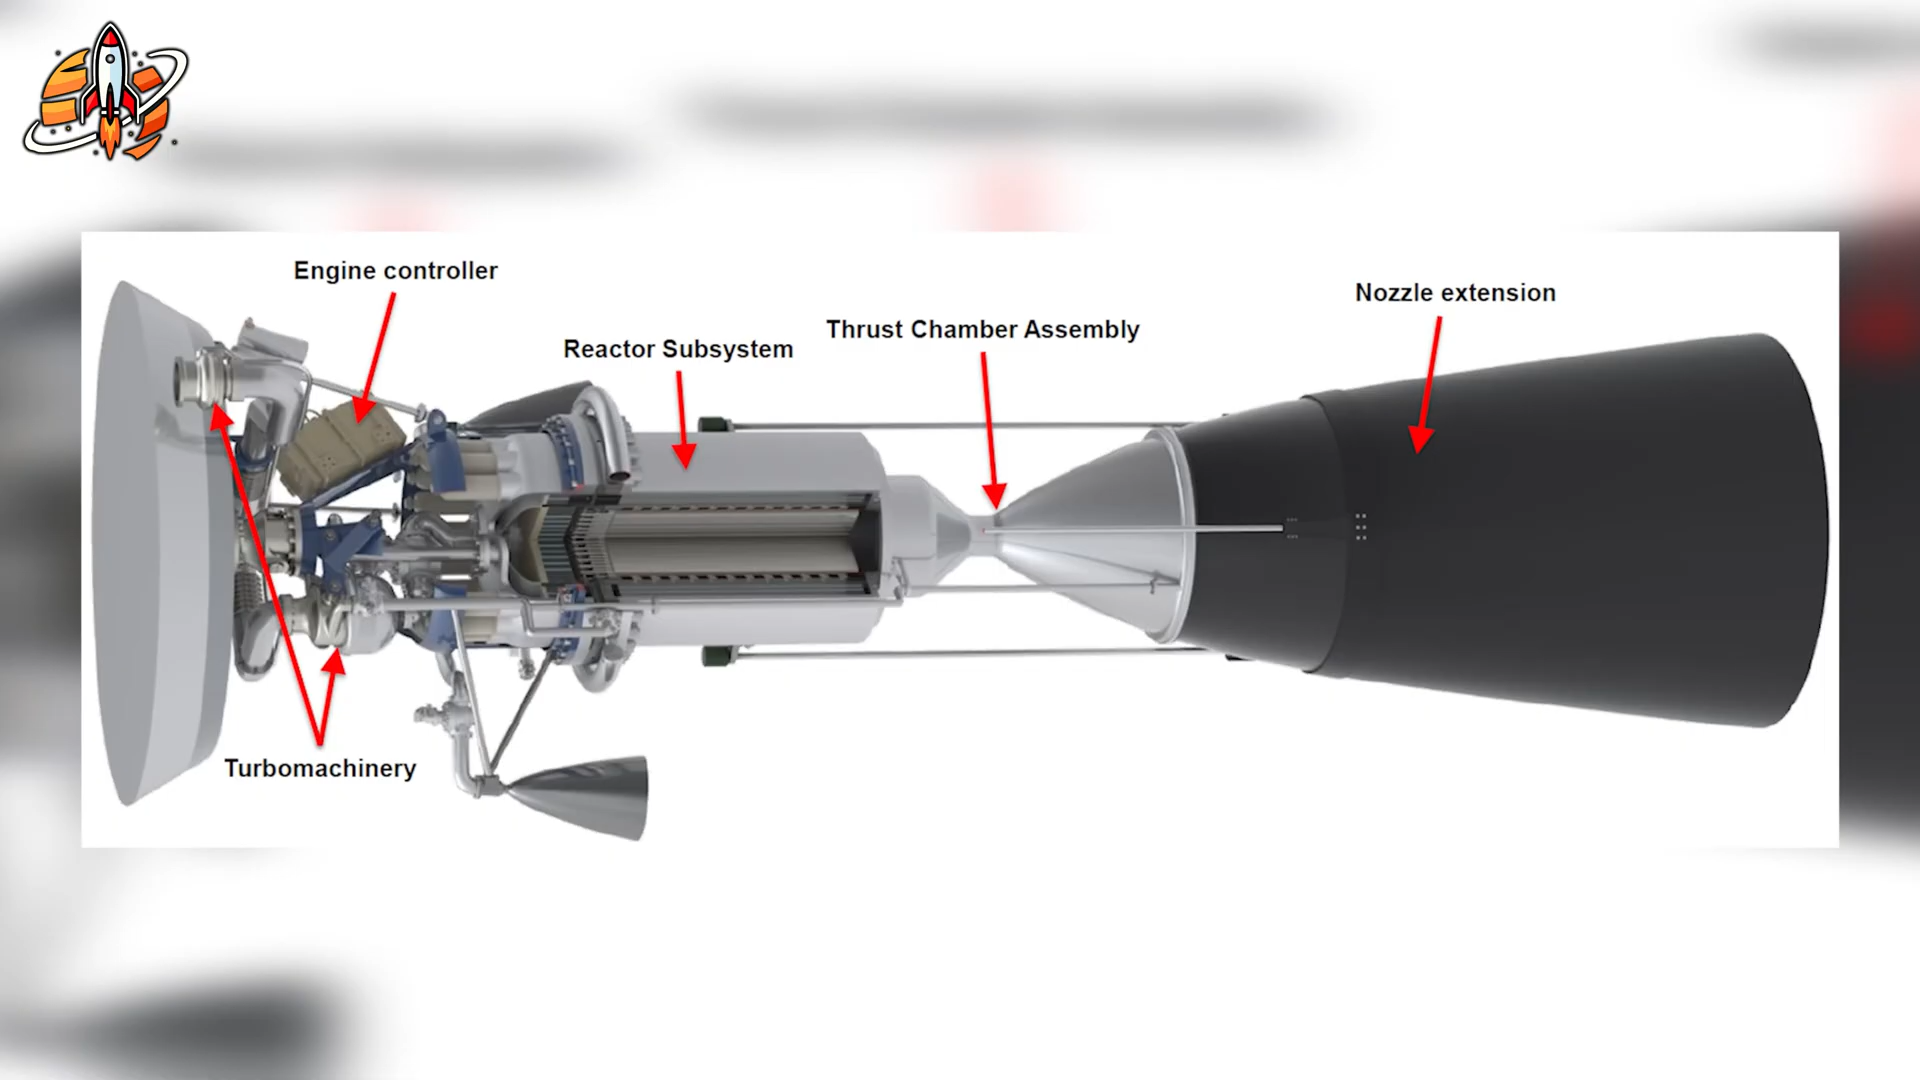 Engine controller
Nozzle extension
Thrust Chamber Assembly
Reactor Subsystem
Turbomachinery